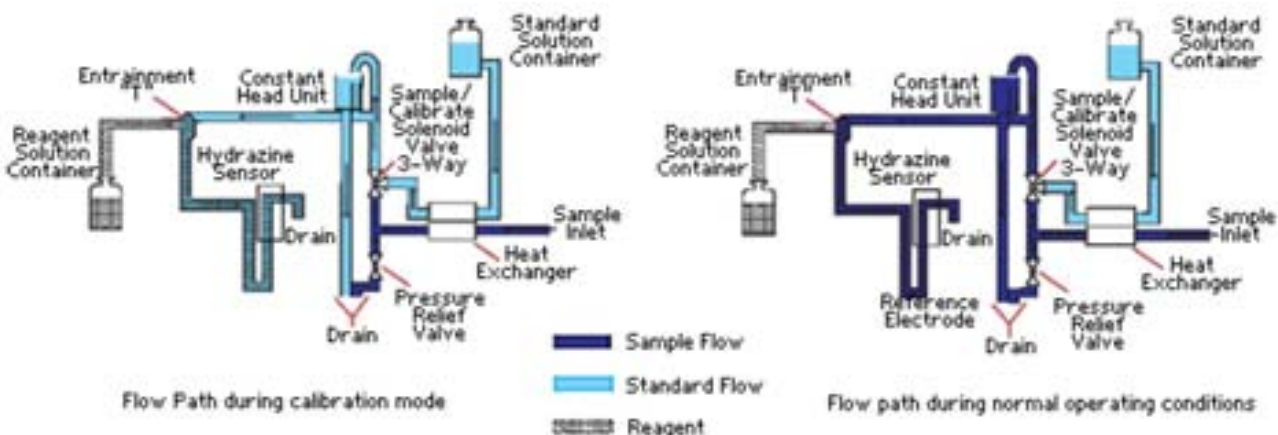 Standard
Solution
Container
Entrainment
"T"
Constant
Head Unit
Sample/
Calibrate
Solenoid
Valve
3-Way
Reagent
Solution
Container
Hydrazine
Sensor
Drain
Sample
Inlet
Heat
Exchanger
Pressure
Relief
Valve
Drain
Flow Path during calibration mode
Sample Flow
Standard Flow
Reagent
Standard
Solution
Container
Entrainment
"T"
Constant
Head Unit
Sample/
Calibrate
Solenoid
Valve
3-Way
Reagent
Solution
Container
Hydrazine
Sensor
Drain
Sample
Inlet
Heat
Exchanger
Reference
Electrode
Pressure
Relief
Valve
Drain
Flow path during normal operating conditions